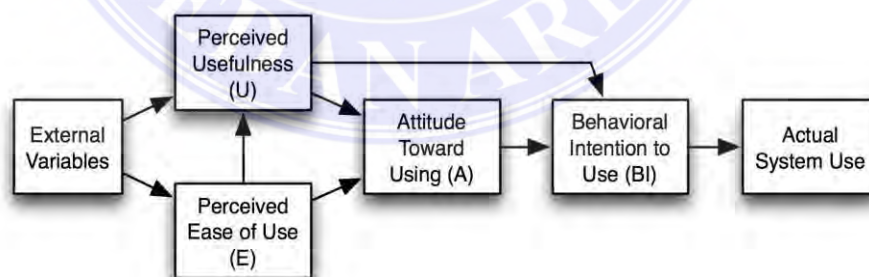 Perceived
Usefulness
(U)
External
Variables
Perceived
Ease of Use
(E)
Attitude
Toward
Using (A)
Behavioral
Intention to
Use (BI)
Actual
System Use